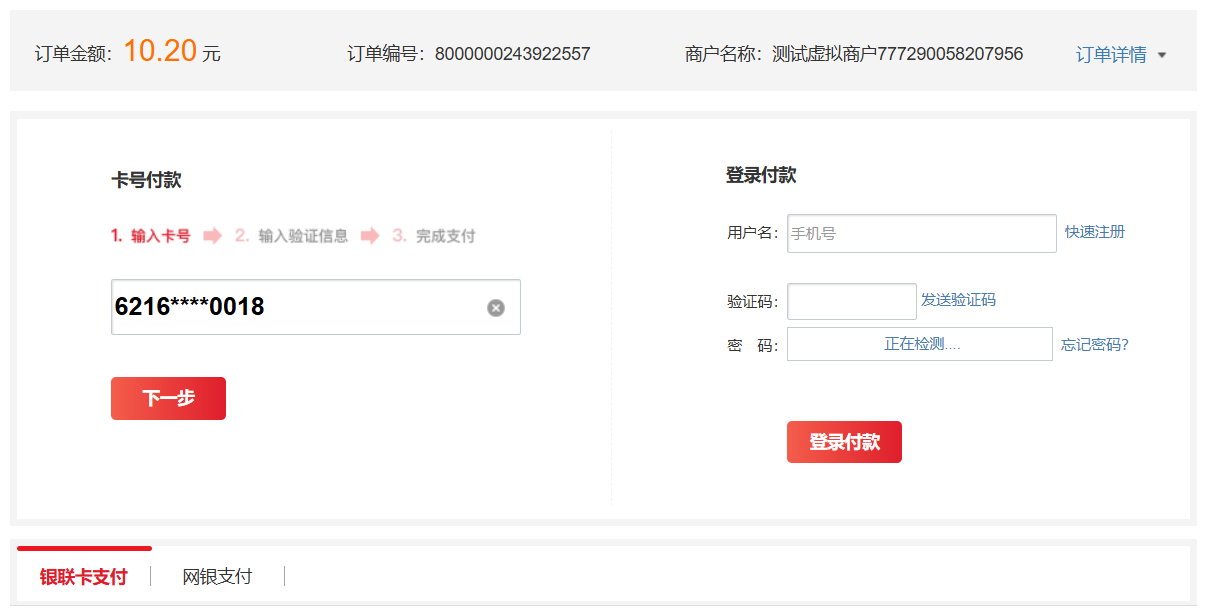 订单金额：10.20 元 订单编号：8000000243922557 商户名称：测试虚拟商户777290058207956 订单详情
卡号付款
1. 输入卡号 2. 输入验证信息 3. 完成支付
6216****0018
下一步
登录付款
用户名： 手机号 快速注册
验证码： 发送验证码
密 码： 正在检测.... 忘记密码?
登录付款
银联卡支付 网银支付